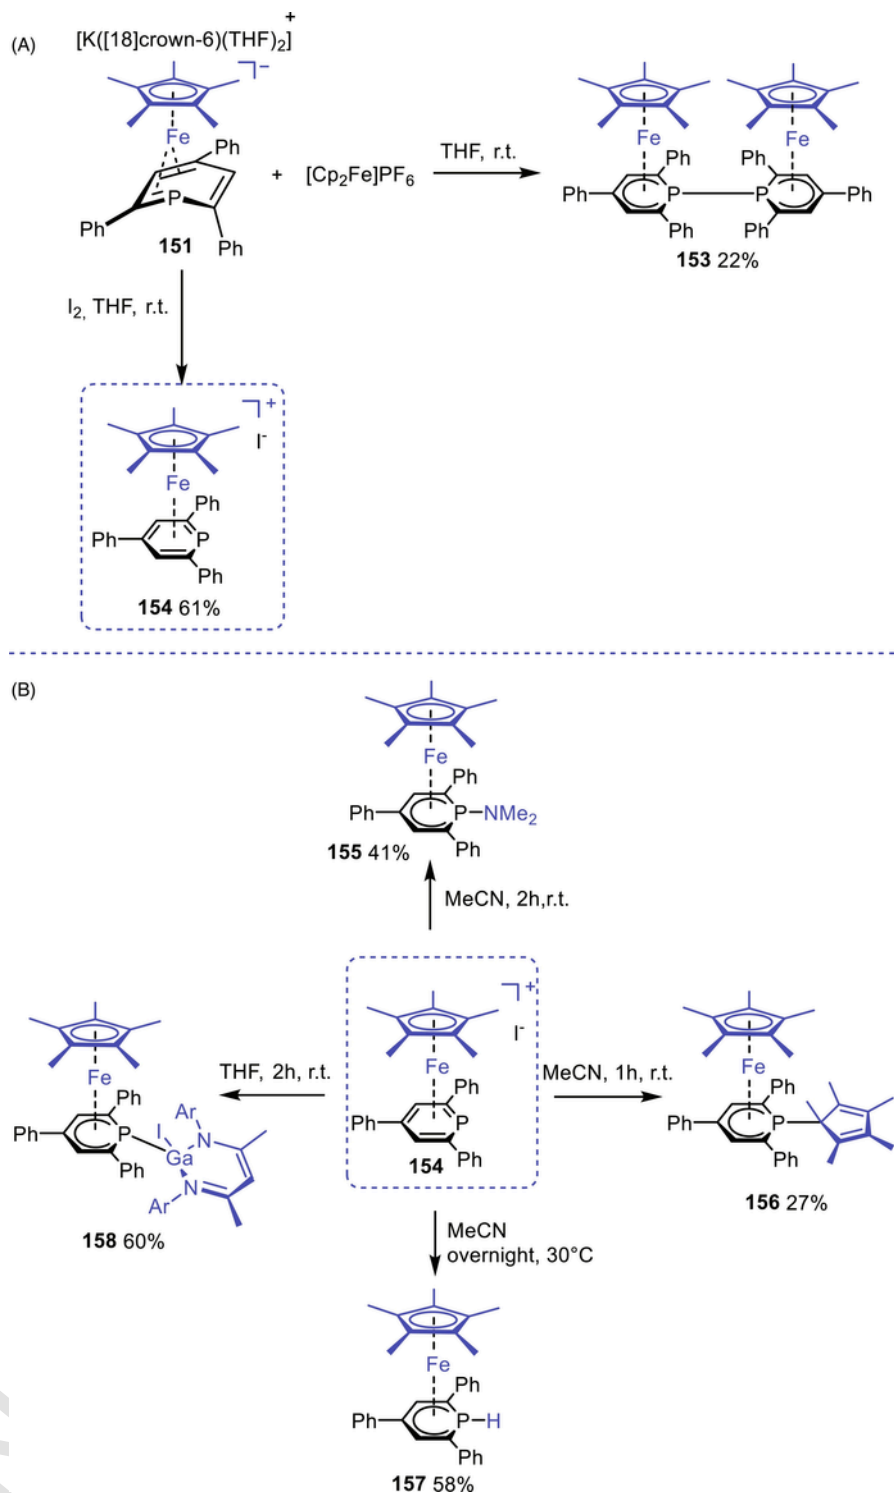 [K([18]crown-6)(THF)₂]⁺
(A)
Fe
Ph
P
Ph
Ph
151
+
[Cp₂Fe]PF₆
THF, r.t.
Fe
Fe
Ph
Ph
Ph
P
P
Ph
Ph
Ph
153 22%
I₂, THF, r.t.
+
I⁻
Fe
Ph
Ph
P
Ph
154 61%
(B)
Fe
Ph
Ph
P
NMe₂
Ph
155 41%
MeCN, 2h,r.t.
+
I⁻
Fe
Ph
Ph
P
Ph
154
THF, 2h, r.t.
Fe
Ph
Ph
P
Ph
I
Ar
N
Ga
N
Ar
158 60%
MeCN, 1h, r.t.
Fe
Ph
Ph
P
Ph
156 27%
MeCN
overnight, 30°C
Fe
Ph
Ph
P
H
Ph
157 58%